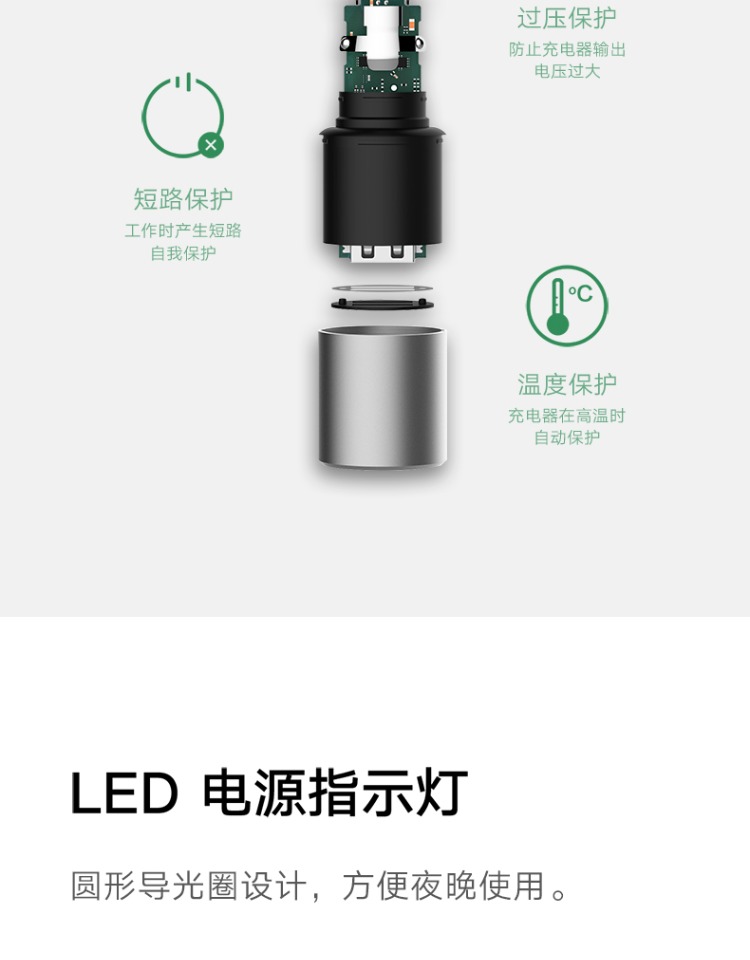 过压保护
防止充电器输出
电压过大
短路保护
工作时产生短路
自我保护
°C
温度保护
充电器在高温时
自动保护
LED 电源指示灯
圆形导光圈设计，方便夜晚使用。